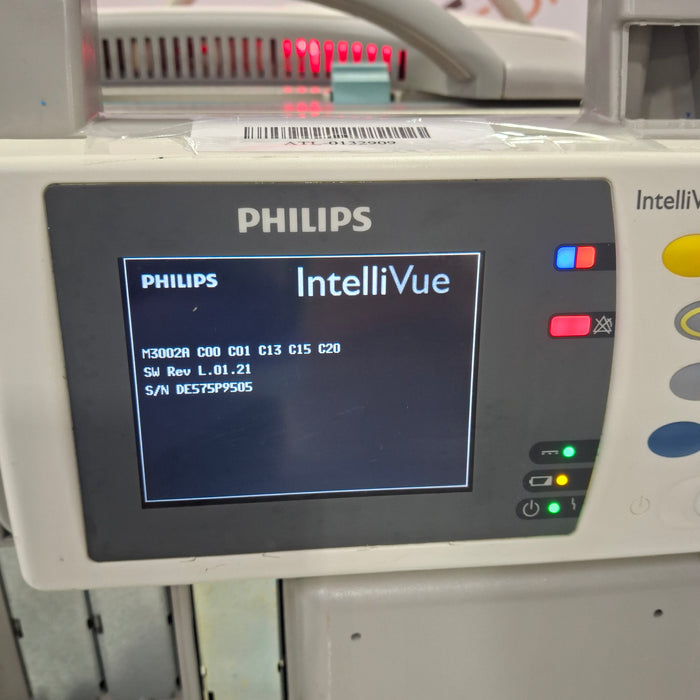 ATL-0132909
IntelliV
PHILIPS
PHILIPS IntelliVue
M3002A C00 C01 C13 C15 C20
SW Rev L.01.21
S/N DE575P9505